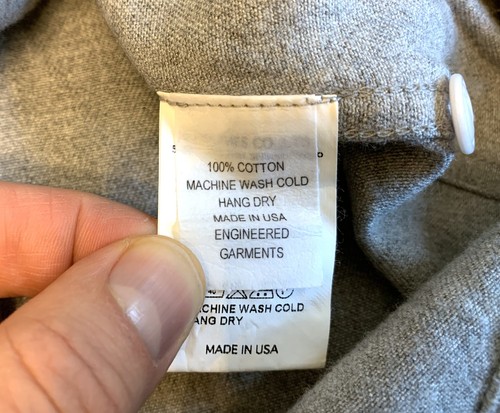 100% COTTON
MACHINE WASH COLD
HANG DRY
MADE IN USA
ENGINEERED
GARMENTS
MACHINE WASH COLD
HANG DRY
MADE IN USA